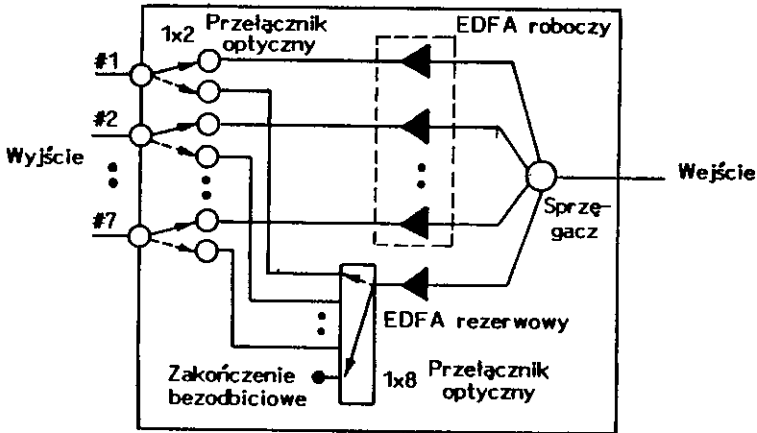 EDFA roboczy
Przełącznik
optyczny
1x2
#1
#2
Wyjście
#7
Wejście
Sprzę-
gacz
EDFA rezerwowy
Zakończenie
bezodbiciowe
1x8 Przełącznik
optyczny